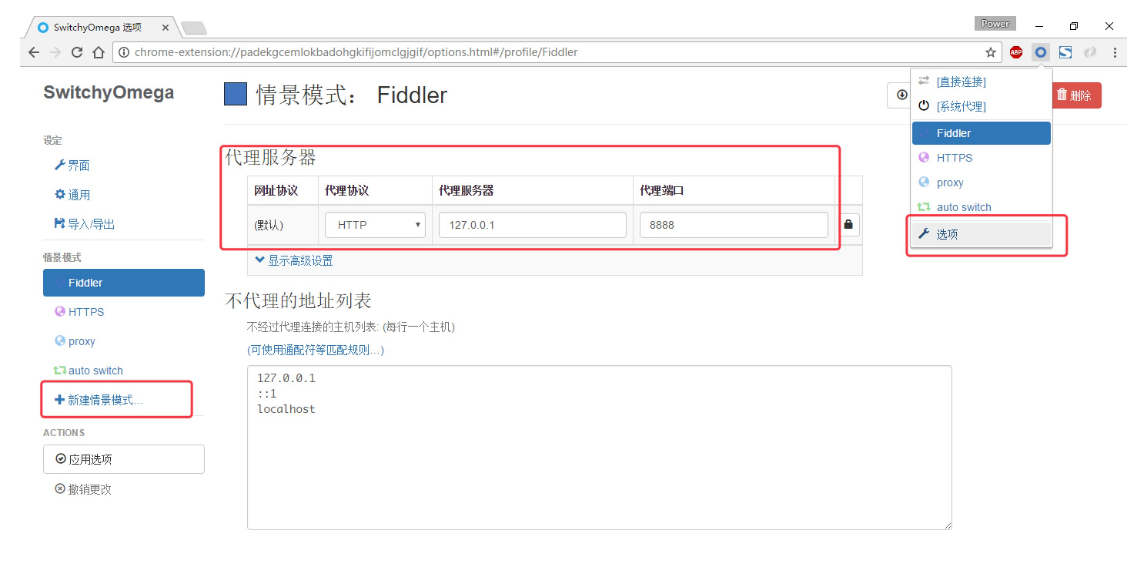 SwitchyOmega 选项
Power
chrome-extension://padekgcemlokbadohgkifijomclgjgif/options.html#/profile/Fiddler
ABP
SwitchyOmega
情景模式： Fiddler
删除
[直接连接]
[系统代理]
Fiddler
HTTPS
proxy
auto switch
选项
设定
界面
通用
导入/导出
情景模式
Fiddler
HTTPS
proxy
auto switch
新建情景模式...
ACTIONS
应用选项
撤销更改
代理服务器
网址协议 代理协议 代理服务器 代理端口
(默认) HTTP 127.0.0.1 8888
显示高级设置
不代理的地址列表
不经过代理连接的主机列表: (每行一个主机)
(可使用通配符等匹配规则...)
127.0.0.1
::1
localhost